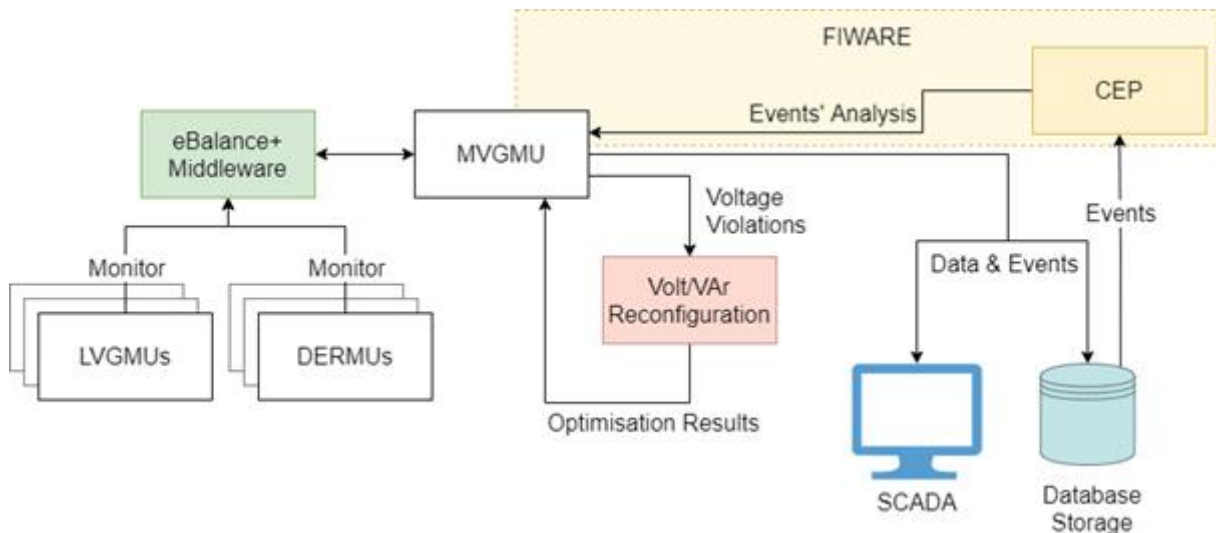 FIWARE
CEP
Events' Analysis
eBalance+
Middleware
MVGMU
Voltage
Violations
Events
Monitor
Monitor
Data & Events
Volt/VAr
Reconfiguration
LVGMUs
DERMUs
Optimisation Results
SCADA
Database
Storage